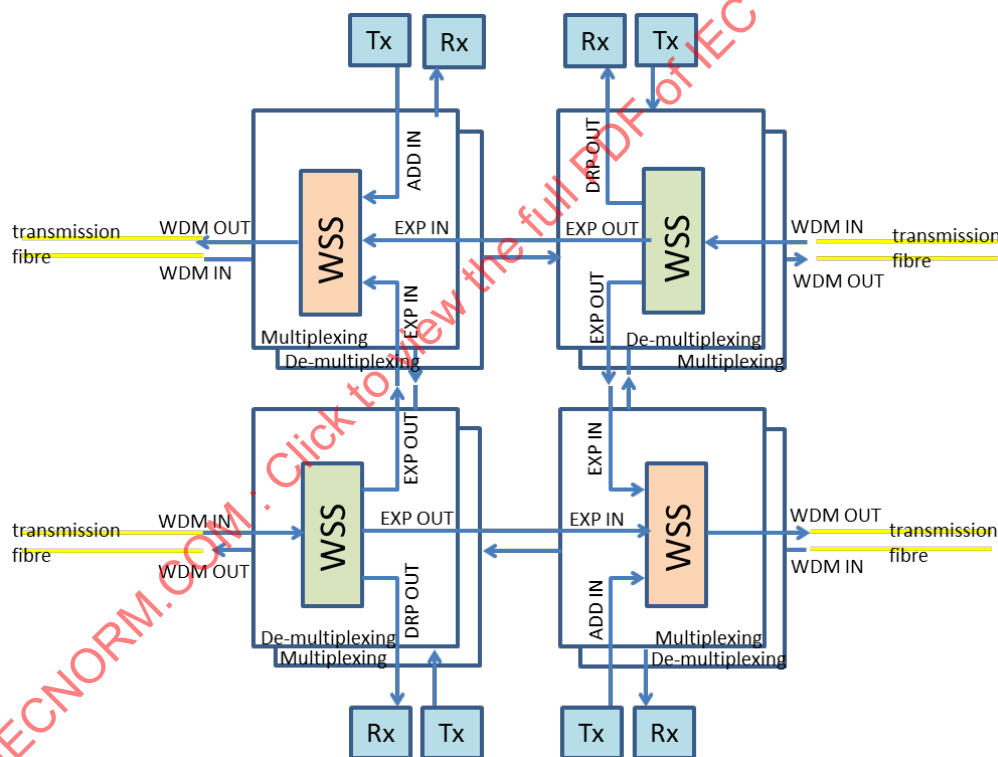 Tx
Rx
Rx
Tx
ADD IN
DRP OUT
WSS
WSS
transmission
fibre
WDM OUT
WDM IN
EXP IN
EXP OUT
WDM IN
WDM OUT
transmission
fibre
EXP IN
EXP OUT
Multiplexing
De-multiplexing
De-multiplexing
Multiplexing
EXP OUT
EXP IN
WSS
WSS
transmission
fibre
WDM IN
WDM OUT
EXP OUT
EXP IN
WDM OUT
WDM IN
transmission
fibre
DRP OUT
ADD IN
De-multiplexing
Multiplexing
Multiplexing
De-multiplexing
Rx
Tx
Tx
Rx
ECNORM.COM : Click to view the full PDF of IEC